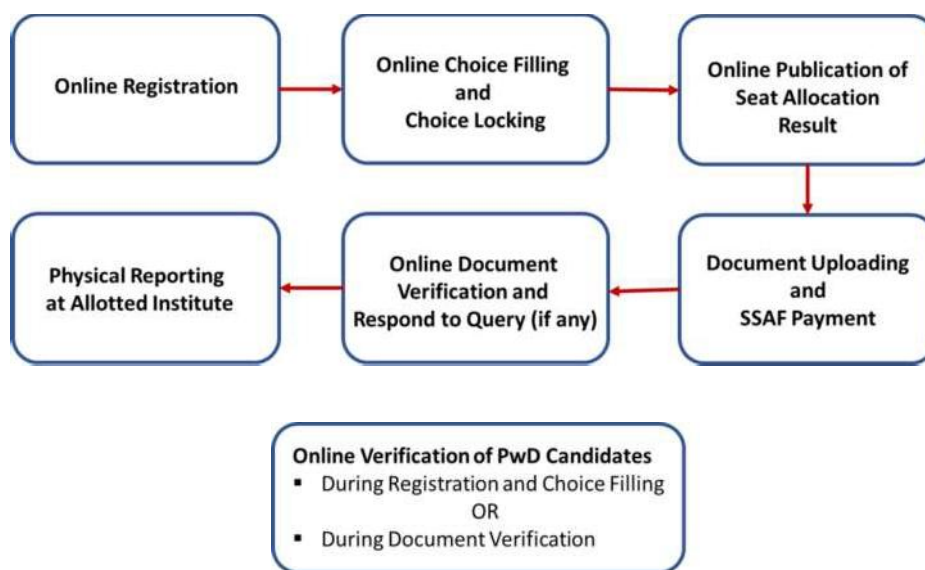 Online Registration
Online Choice Filling
and
Choice Locking
Online Publication of
Seat Allocation
Result
Document Uploading
and
SSAF Payment
Online Document
Verification and
Respond to Query (if any)
Physical Reporting
at Allotted Institute
Online Verification of PwD Candidates
▪ During Registration and Choice Filling
OR
▪ During Document Verification